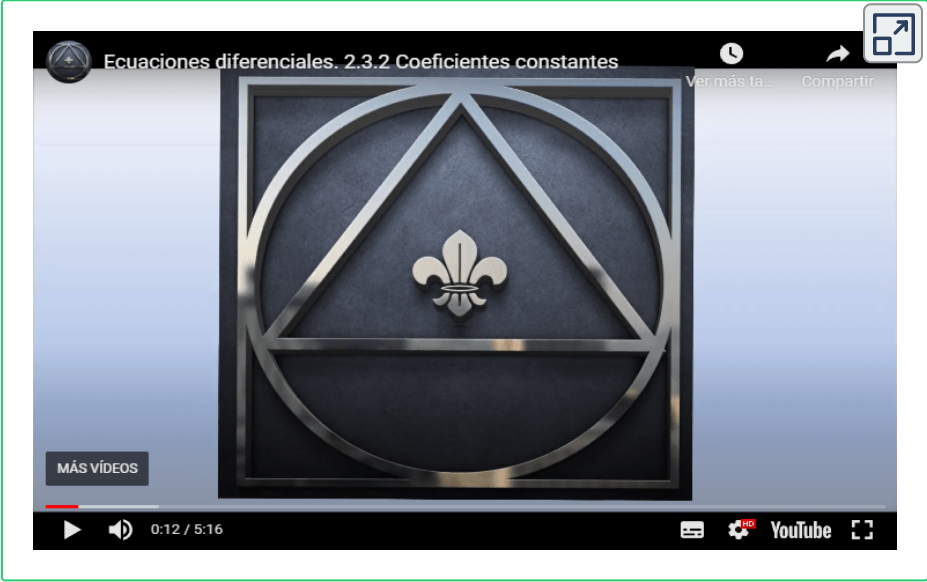 Ecuaciones diferenciales. 2.3.2 Coeficientes constantes
Ver más ta...
Compartir
MÁS VÍDEOS
0:12 / 5:16
HD
YouTube